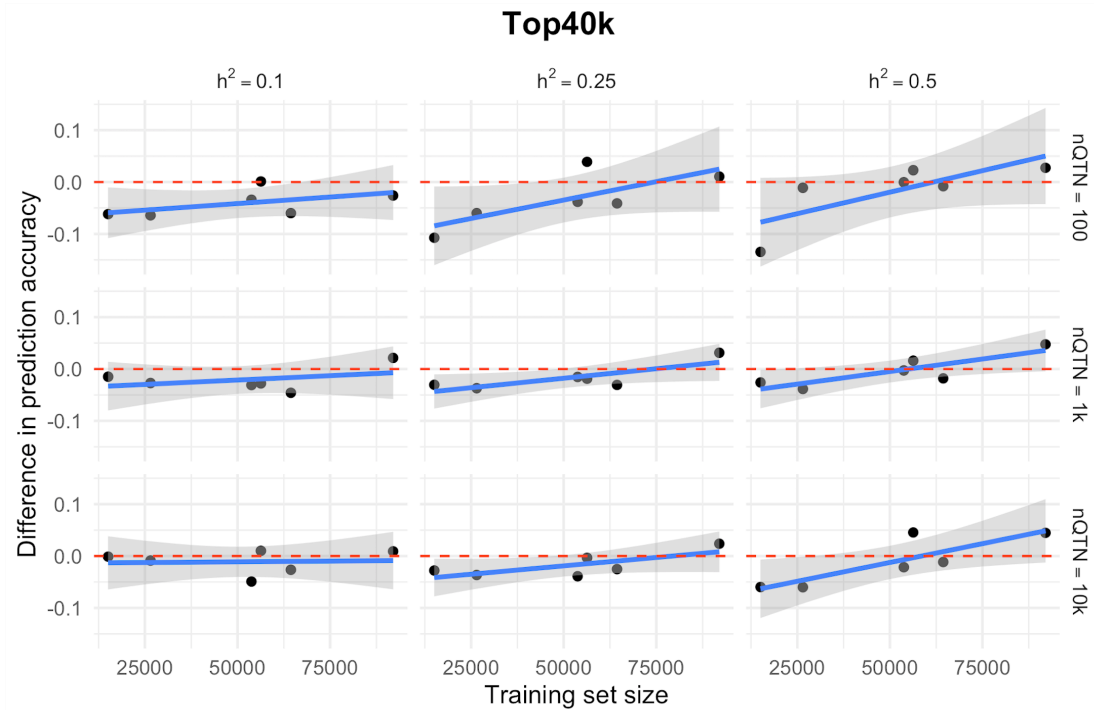 Top40k
h² = 0.1
h² = 0.25
h² = 0.5
Difference in prediction accuracy
0.1
0.0
-0.1
nQTN = 100
0.1
0.0
-0.1
nQTN = 1k
0.1
0.0
-0.1
nQTN = 10k
25000 50000 75000
25000 50000 75000
25000 50000 75000
Training set size